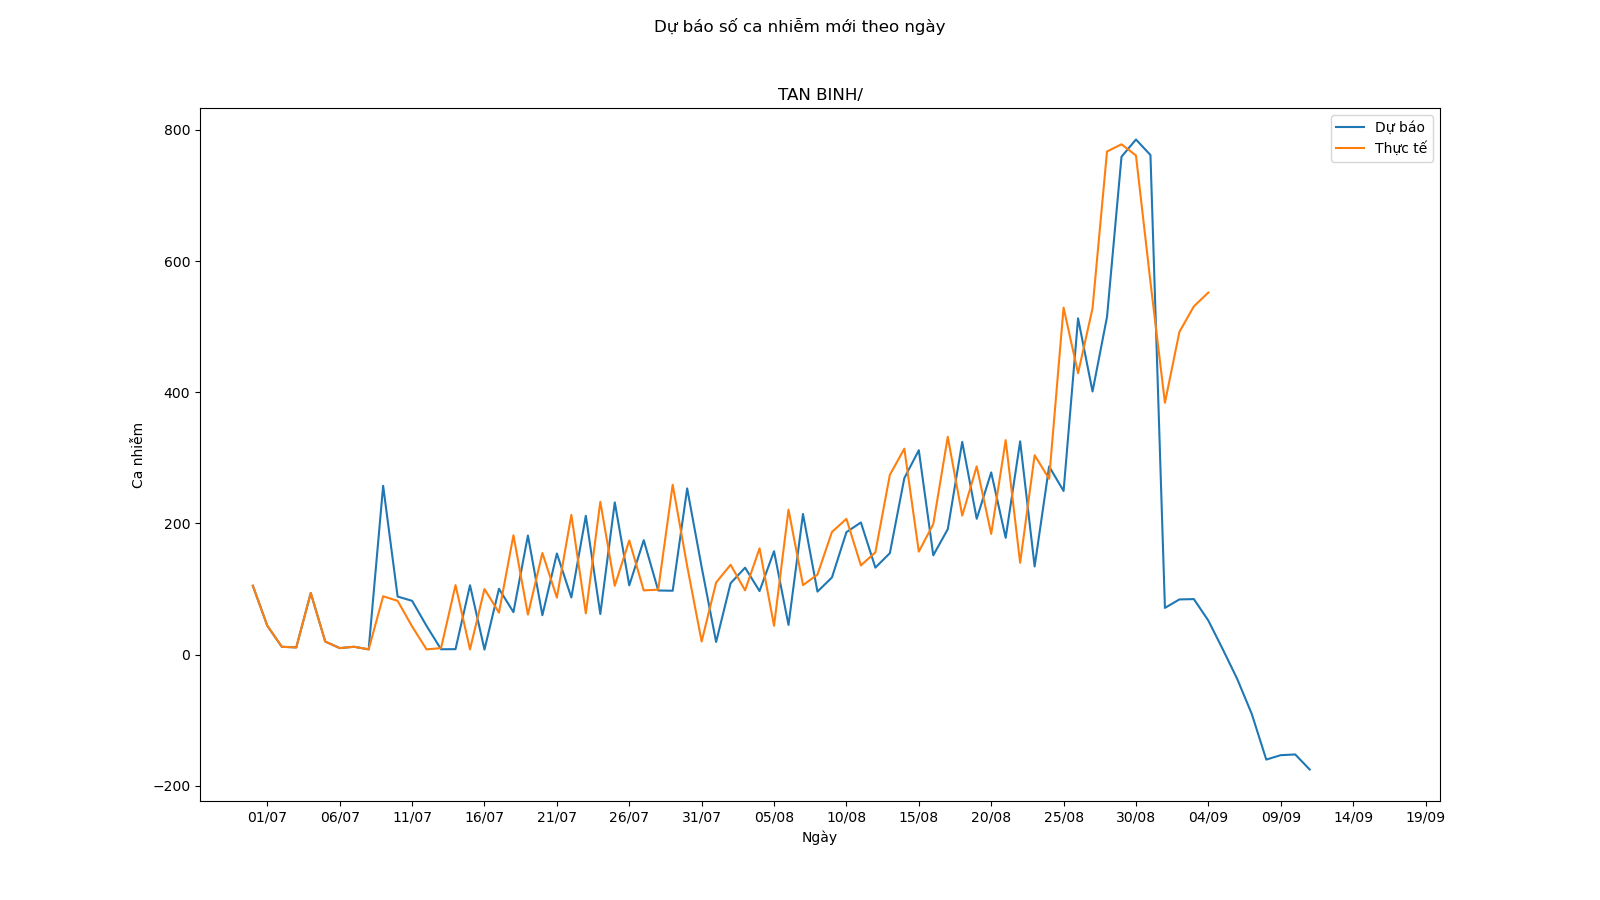 Dự báo số ca nhiễm mới theo ngày
TAN BINH/
Dự báo
Thực tế
800
600
400
200
0
−200
Ca nhiễm
01/07 06/07 11/07 16/07 21/07 26/07 31/07 05/08 10/08 15/08 20/08 25/08 30/08 04/09 09/09 14/09 19/09
Ngày